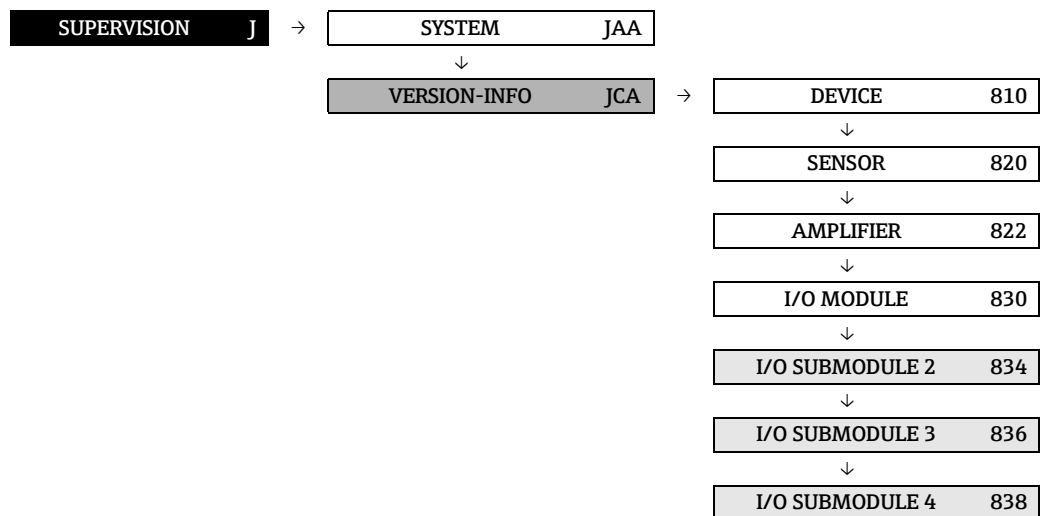 SUPERVISION J → SYSTEM JAA
↓
VERSION-INFO JCA → DEVICE 810
↓
SENSOR 820
↓
AMPLIFIER 822
↓
I/O MODULE 830
↓
I/O SUBMODULE 2 834
↓
I/O SUBMODULE 3 836
↓
I/O SUBMODULE 4 838